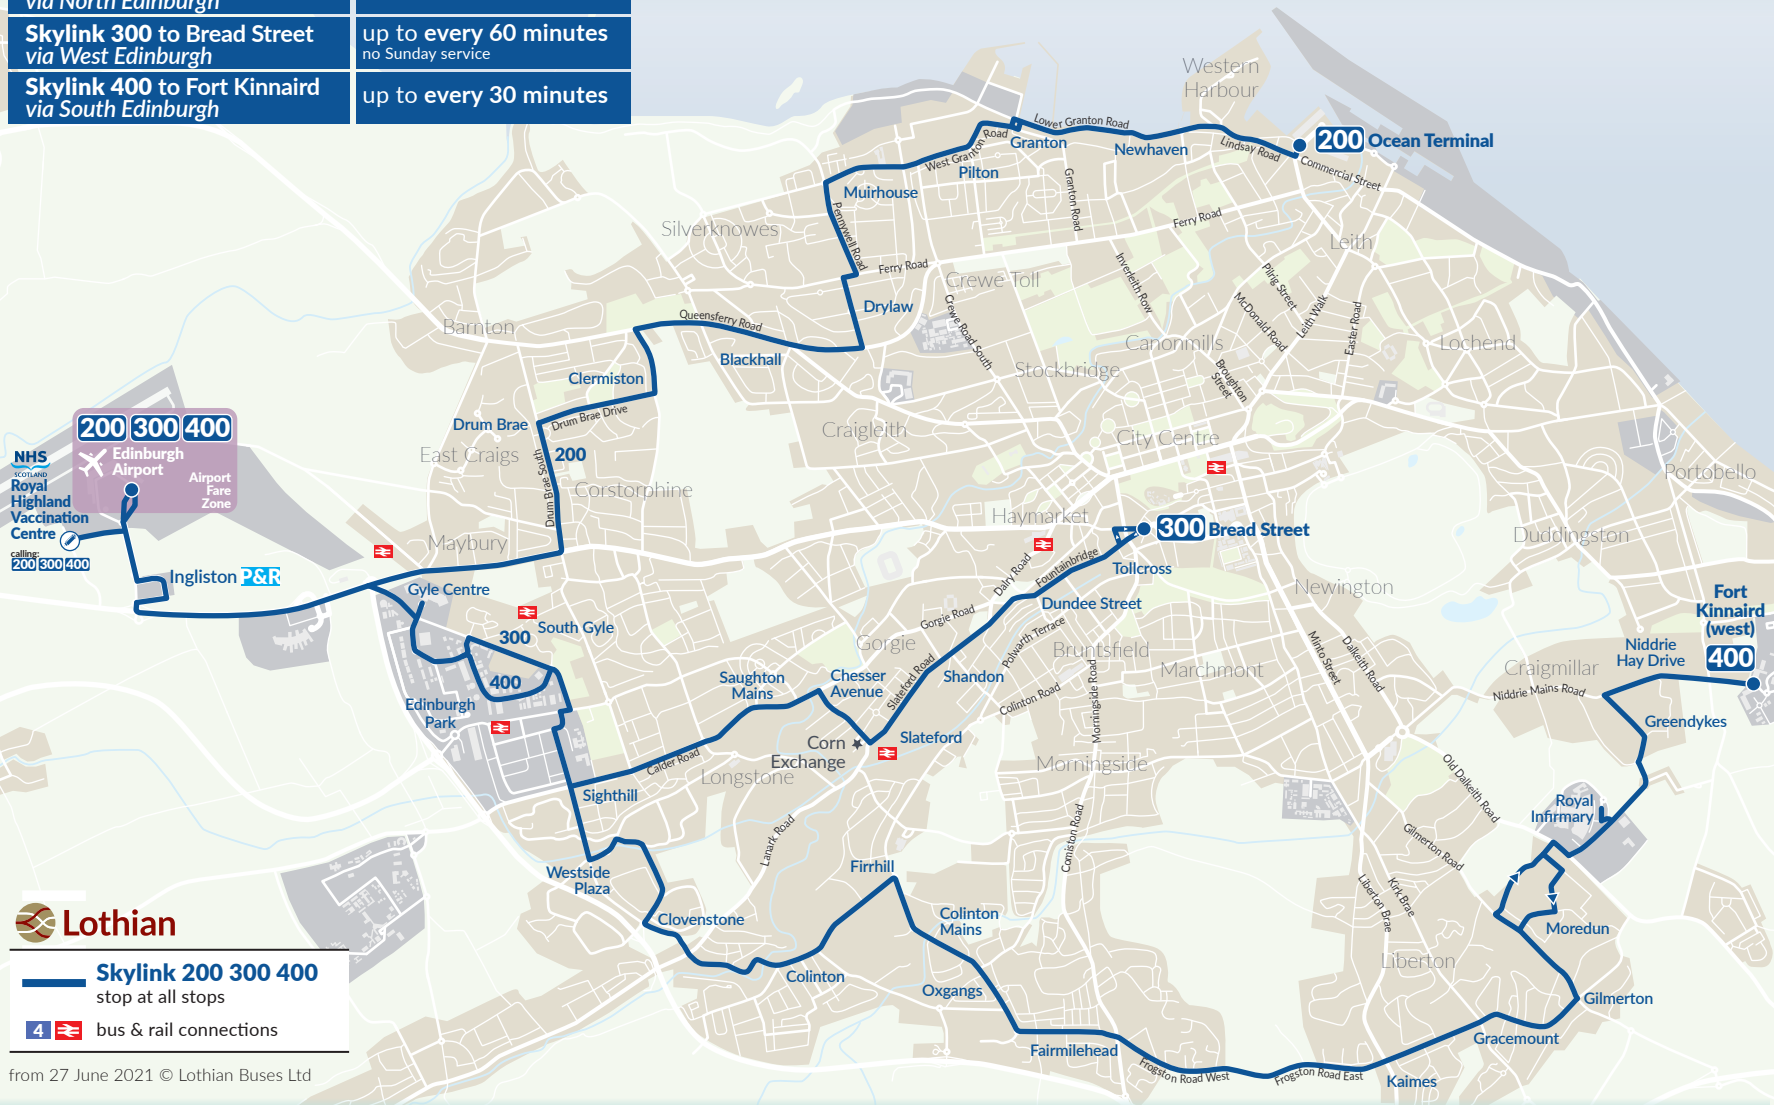 via North Edinburgh
Skylink 300 to Bread Street
via West Edinburgh
up to every 60 minutes
no Sunday service
Skylink 400 to Fort Kinnaird
via South Edinburgh
up to every 30 minutes
Western
Harbour
200 Ocean Terminal
Lower Granton Road
Granton
Newhaven
Lindsay Road
Commercial Street
West Granton Road
Pilton
Muirhouse
Pennywell Road
Granton Road
Ferry Road
Silverknowes
Leith
Ferry Road
Crewe Toll
Inverleith Row
Pilrig Street
McDonald Road
Leith Walk
Easter Road
Drylaw
Crewe Road South
Queensferry Road
Barnton
Blackhall
Canonmills
Lochend
Stockbridge
Broughton
Street
Clermiston
Drum Brae Drive
Drum Brae
Craigleith
City Centre
200 300 400
Edinburgh
Airport
Airport
Fare
Zone
NHS
SCOTLAND
Royal
Highland
Vaccination
Centre
calling:
200 300 400
East Craigs
200
Drum Brae South
Corstorphine
Portobello
Haymarket
300 Bread Street
Duddingston
Maybury
Tollcross
Fountainbridge
Dalry Road
Ingliston P&R
Gyle Centre
Newington
Dundee Street
Gorgie Road
South Gyle
300
Gorgie
Polwarth Terrace
Bruntsfield
Marchmont
Minto Street
Dalkeith Road
Fort
Kinnaird
(west)
400
Niddrie
Hay Drive
Craigmillar
Niddrie Mains Road
400
Saughton
Mains
Chesser
Avenue
Slateford Road
Shandon
Colinton Road
Morningside Road
Edinburgh
Park
Greendykes
Corn
Exchange
Slateford
Calder Road
Longstone
Morningside
Old Dalkeith Road
Sighthill
Royal
Infirmary
Lanark Road
Comiston Road
Gilmerton Road
Westside
Plaza
Firrhill
Liberton Brae
Kirk Brae
Clovenstone
Colinton
Mains
Moredun
Liberton
Colinton
Oxgangs
Gilmerton
Gracemount
Fairmilehead
Frogston Road West
Frogston Road East
Kaimes
Lothian
Skylink 200 300 400
stop at all stops
4 bus & rail connections
from 27 June 2021 © Lothian Buses Ltd